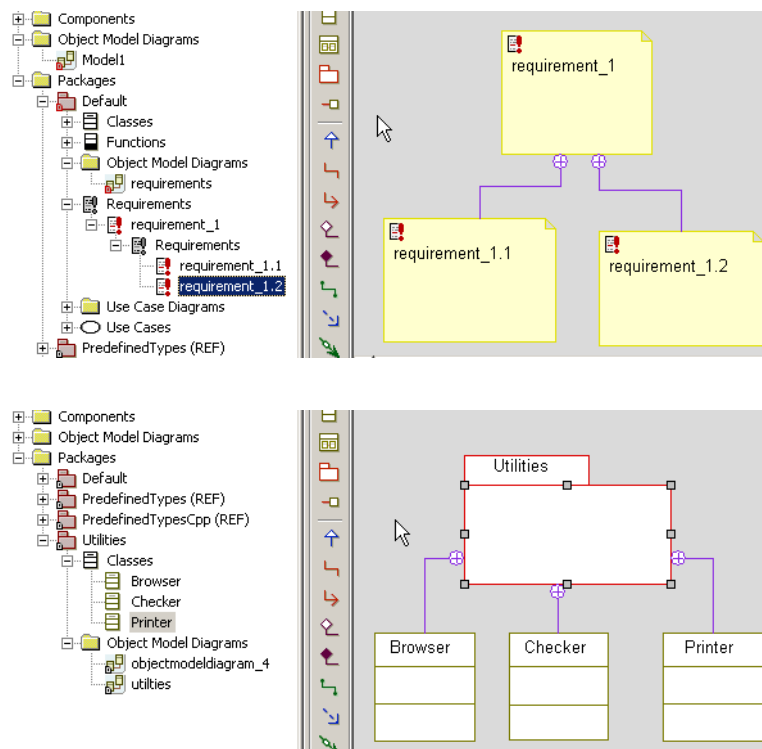 Components
Object Model Diagrams
Model1
Packages
Default
Classes
Functions
Object Model Diagrams
requirements
Requirements
requirement_1
Requirements
requirement_1.1
requirement_1.2
Use Case Diagrams
Use Cases
PredefinedTypes (REF)
requirement_1
requirement_1.1
requirement_1.2
Components
Object Model Diagrams
Packages
Default
PredefinedTypes (REF)
PredefinedTypesCpp (REF)
Utilities
Classes
Browser
Checker
Printer
Object Model Diagrams
objectmodeldiagram_4
utilties
Utilities
Browser Checker Printer